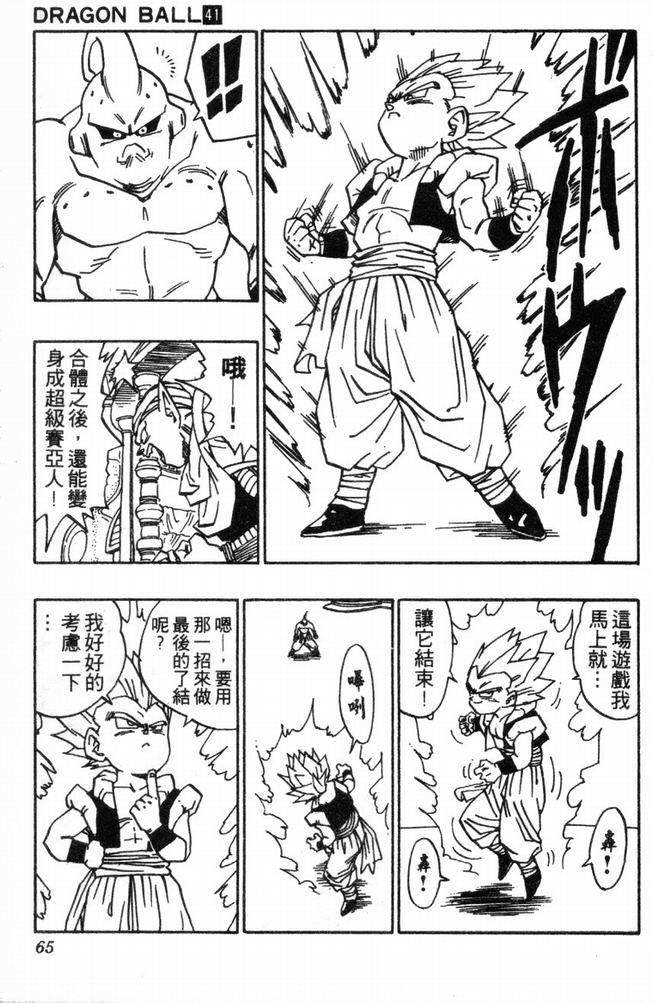 DRAGON BALL 41
!!
哦──！
合體之後，還能變
身成超級賽亞人！
這場遊戲我
馬上就…
讓它結束！
轟！
轟！
嗶唎
嗯─，要用
那一招來做
最後的了結
呢？
我好好的
考慮一下
…
65